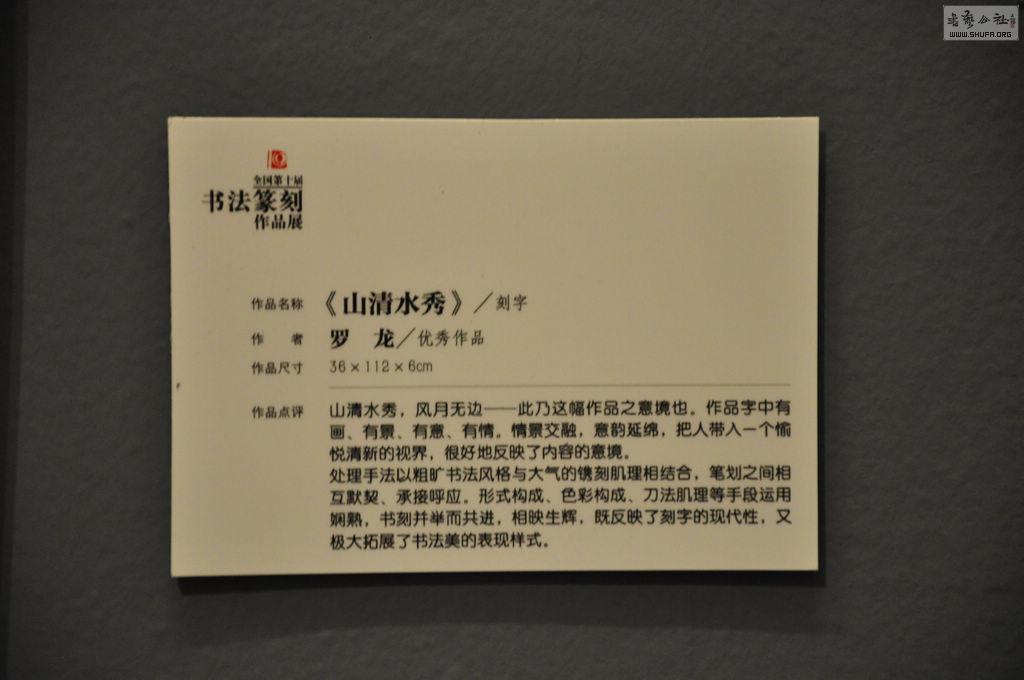 书艺公社
WWW.SHUFA.ORG
全国第十届
书法篆刻
作品展
作品名称 《山清水秀》／刻字
作 者 罗 龙／优秀作品
作品尺寸 36×112×6cm
作品点评 山清水秀，风月无边——此乃这幅作品之意境也。作品字中有
画、有景、有意、有情。情景交融，意韵延绵，把人带入一个愉
悦清新的视界，很好地反映了内容的意境。
处理手法以粗旷书法风格与大气的镌刻肌理相结合，笔划之间相
互默契、承接呼应。形式构成、色彩构成、刀法肌理等手段运用
娴熟，书刻并举而共进，相映生辉，既反映了刻字的现代性，又
极大拓展了书法美的表现样式。